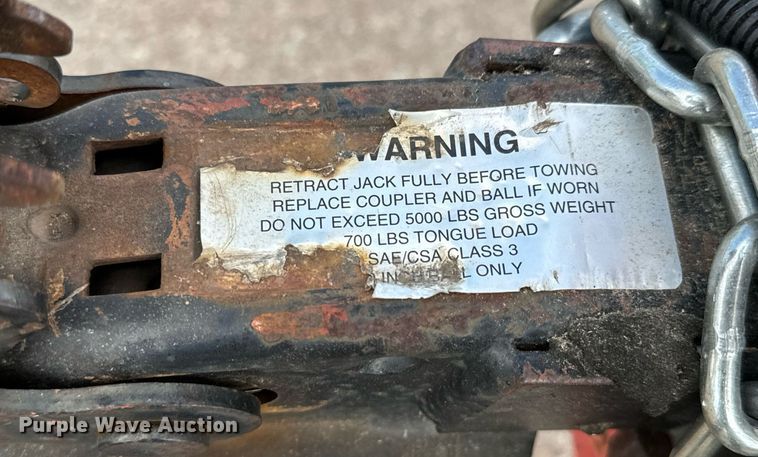 WARNING
RETRACT JACK FULLY BEFORE TOWING
REPLACE COUPLER AND BALL IF WORN
DO NOT EXCEED 5000 LBS GROSS WEIGHT
700 LBS TONGUE LOAD
SAE/CSA CLASS 3
ONLY
Purple Wave Auction